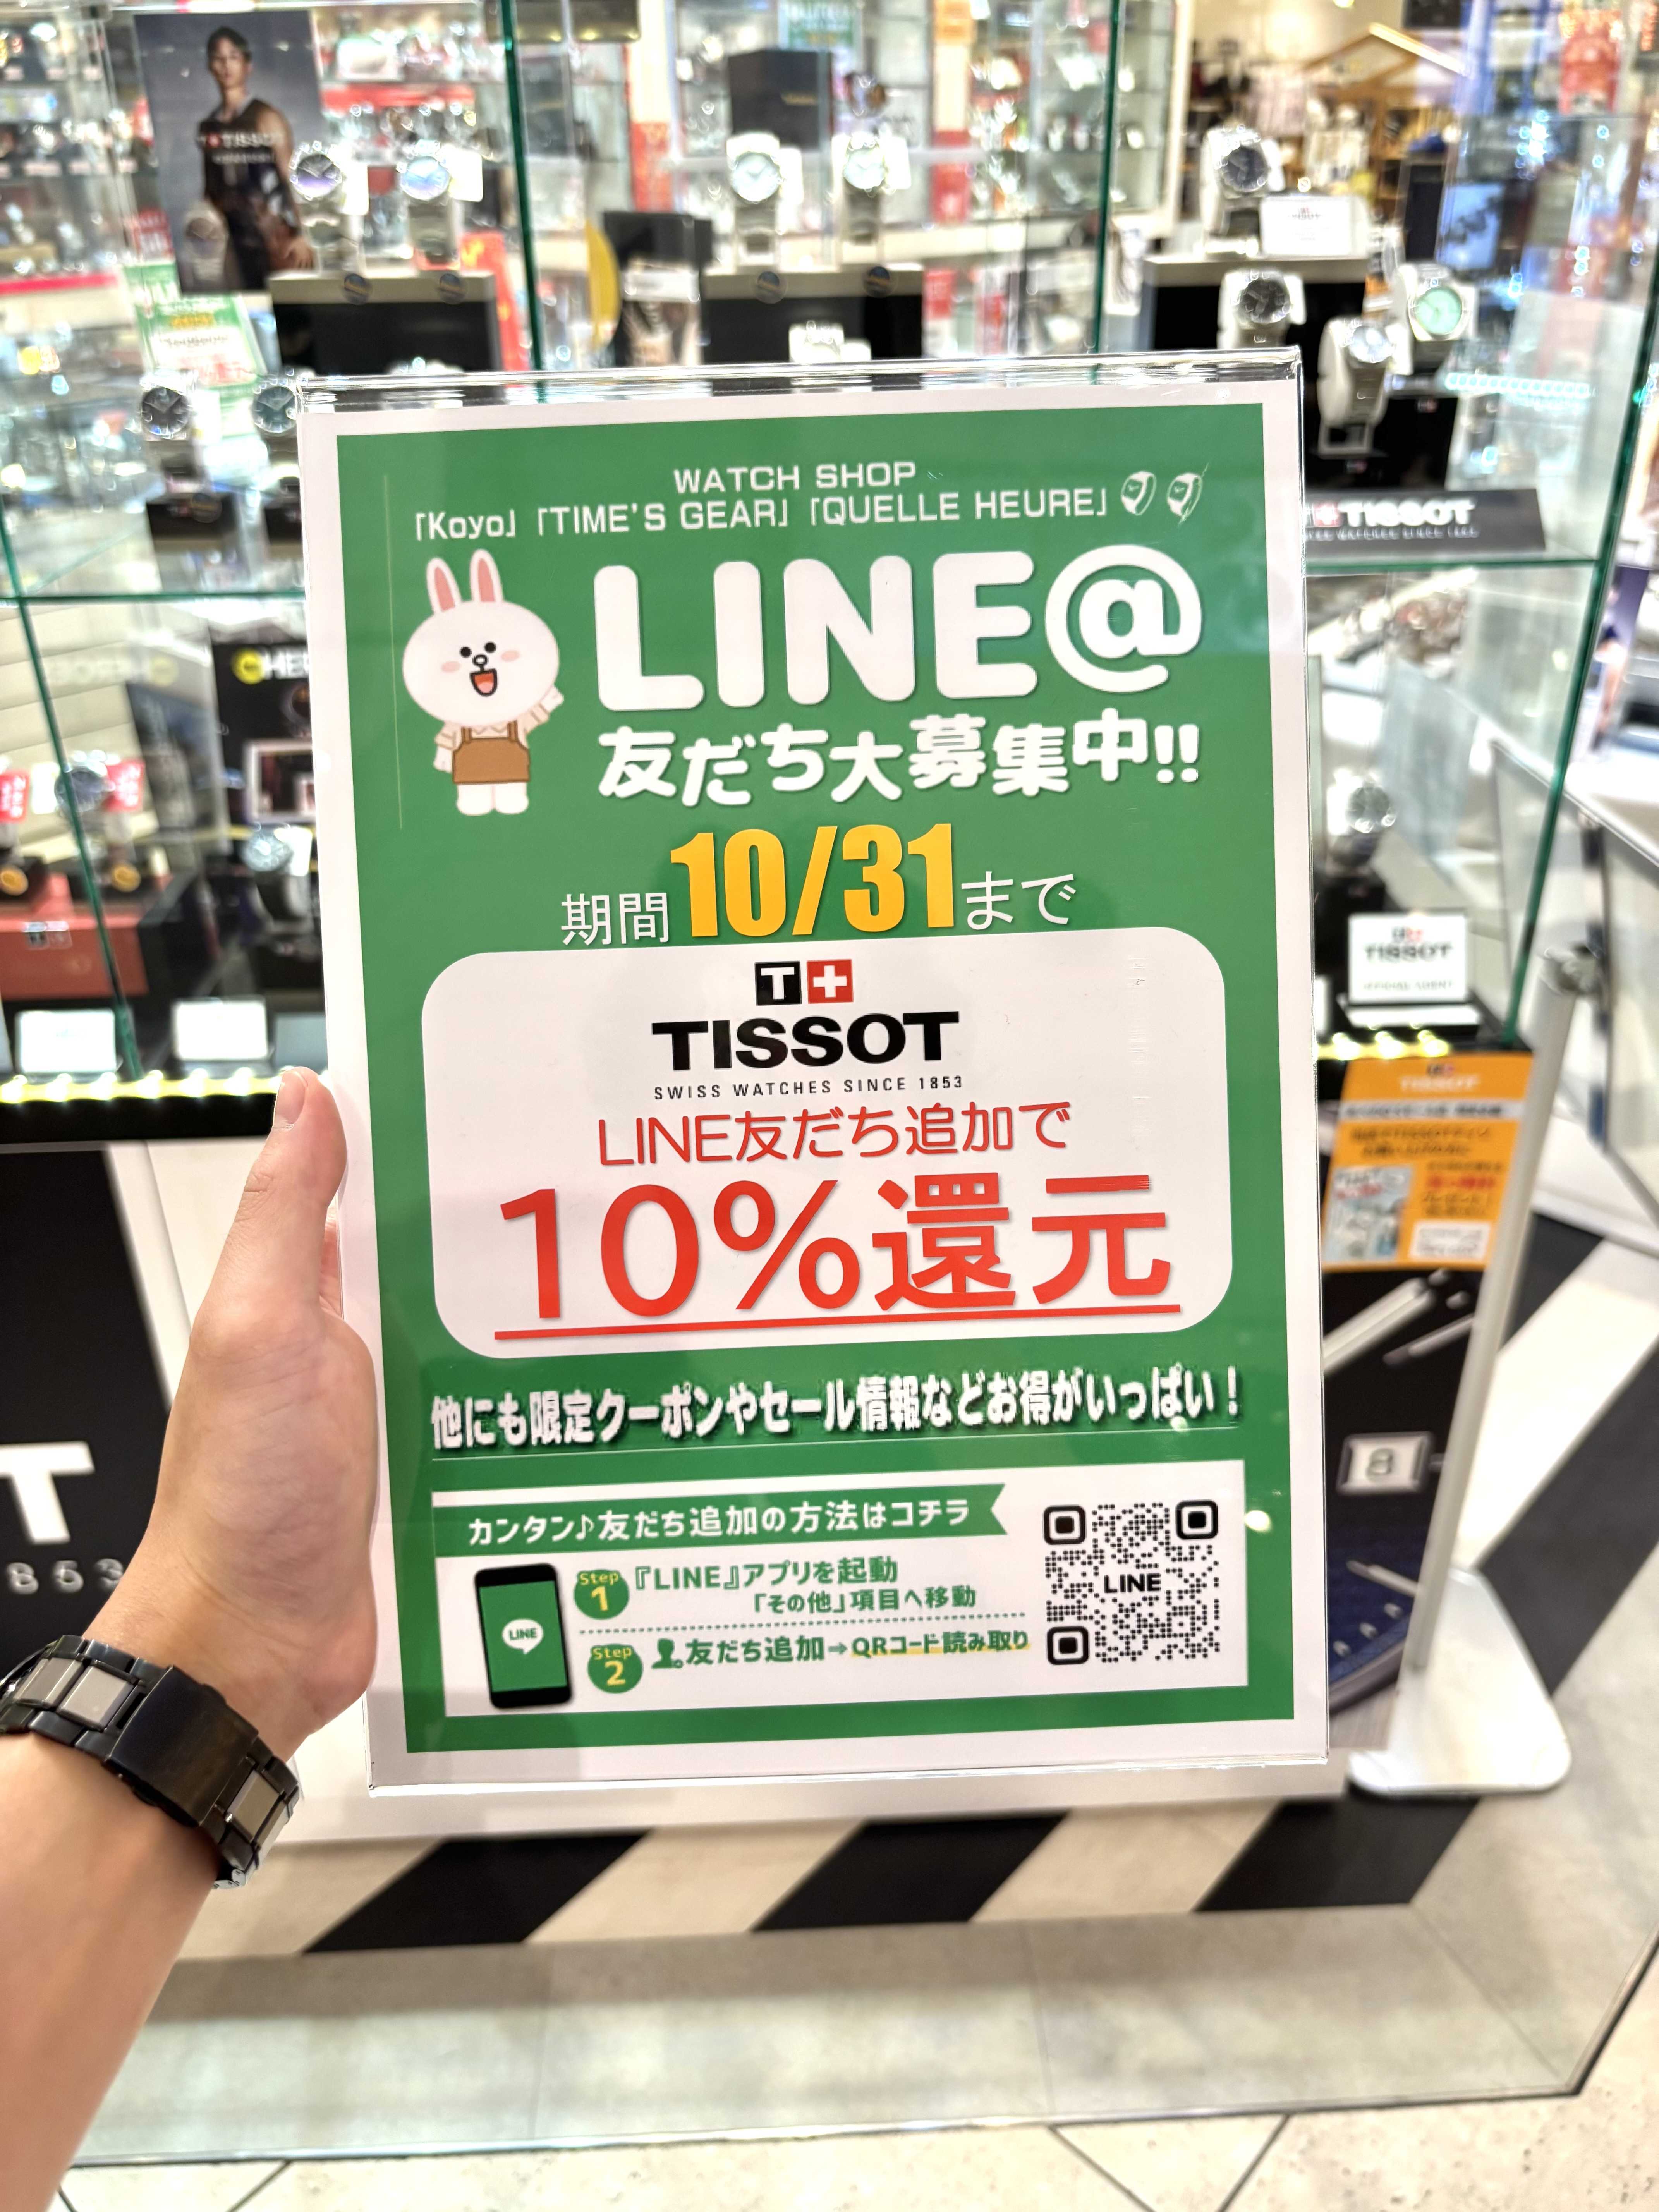 WATCH SHOP
「Koyo」「TIME'S GEAR」「QUELLE HEURE」
LINE@
友だち大募集中!!
期間10/31まで
T+
TISSOT
SWISS WATCHES SINCE 1853
LINE友だち追加で
10%還元
他にも限定クーポンやセール情報などお得がいっぱい！
カンタン♪友だち追加の方法はコチラ
Step 1 『LINE』アプリを起動
「その他」項目へ移動
Step 2 友だち追加→QRコード読み取り
LINE
LINE
TISSOT
TISSOT
TISSOT
TISSOT
8
T
1853